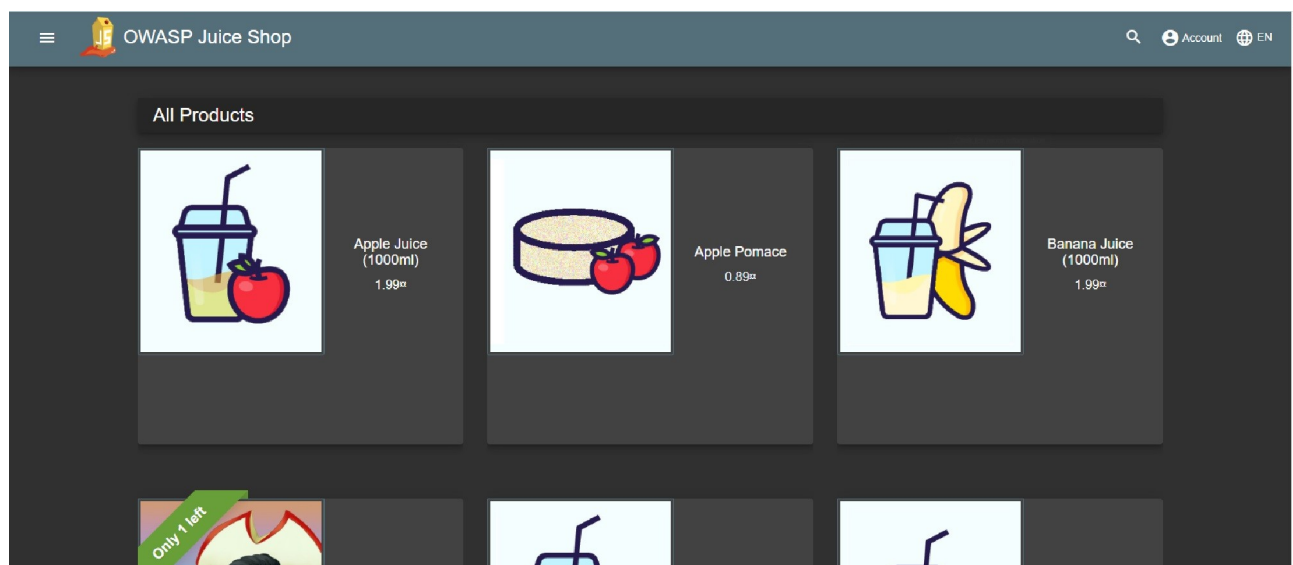 OWASP Juice Shop
Account
EN
All Products
Apple Juice
(1000ml)
1.99¤
Apple Pomace
0.89¤
Banana Juice
(1000ml)
1.99¤
Only 1 left